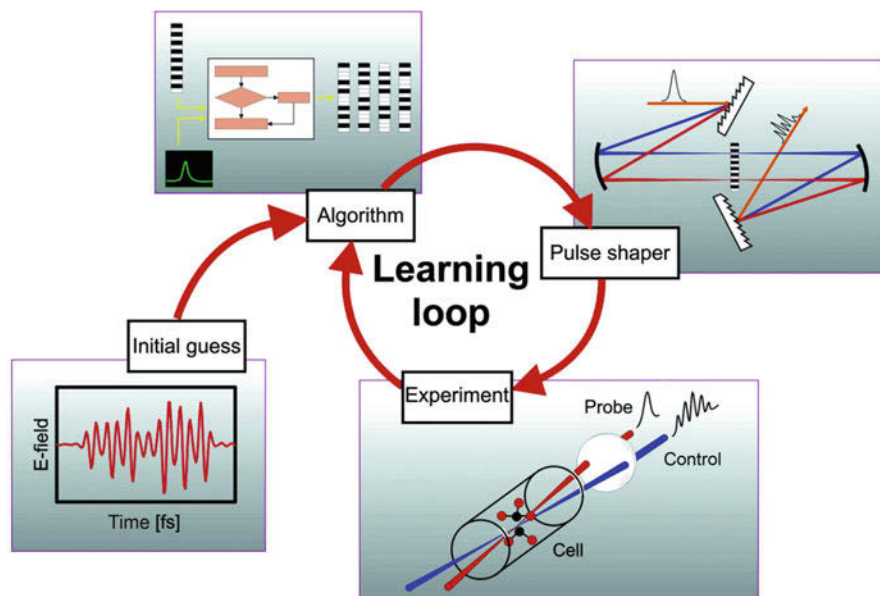 Algorithm
Pulse shaper
Learning
loop
Initial guess
Experiment
E-field
Time [fs]
Probe
Control
Cell